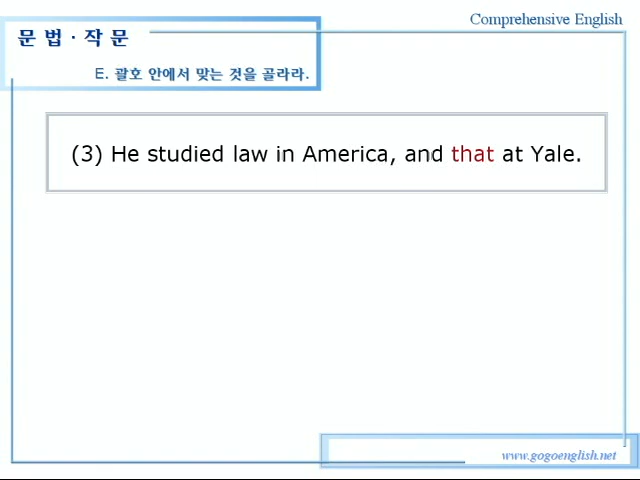 Comprehensive English
문 법 · 작 문
E. 괄호 안에서 맞는 것을 골라라.
(3) He studied law in America, and that at Yale.
www.gogoenglish.net